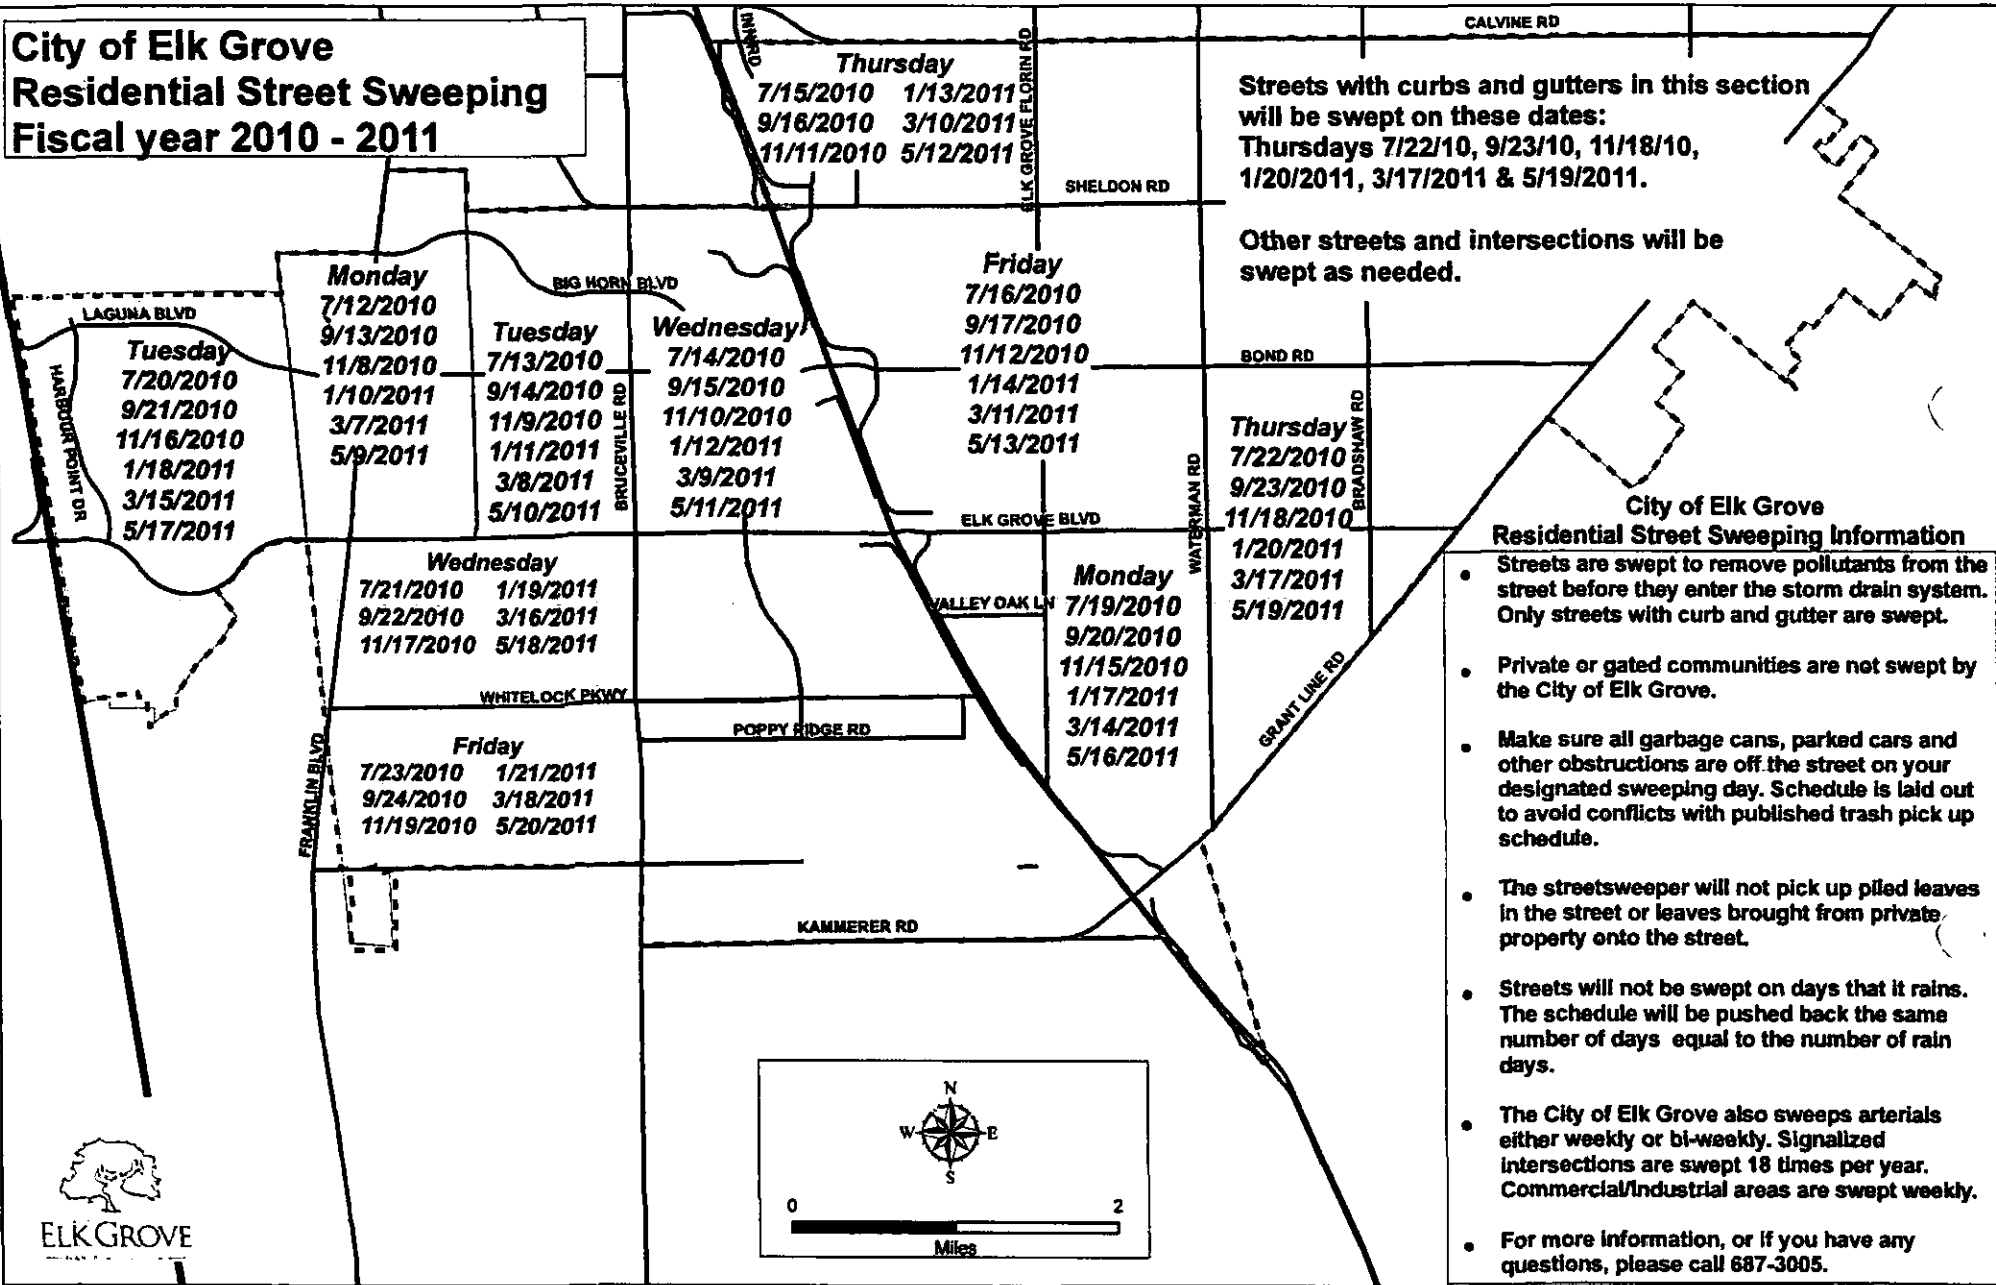 City of Elk Grove
Residential Street Sweeping
Fiscal year 2010 - 2011
CALVINE RD
Thursday
7/15/2010 1/13/2011
9/16/2010 3/10/2011
11/11/2010 5/12/2011
ELK GROVE FLORIN RD
Streets with curbs and gutters in this section
will be swept on these dates:
Thursdays 7/22/10, 9/23/10, 11/18/10,
1/20/2011, 3/17/2011 & 5/19/2011.
Other streets and intersections will be
swept as needed.
SHELDON RD
Monday
7/12/2010
9/13/2010
11/8/2010
1/10/2011
3/7/2011
5/9/2011
BIG HORN BLVD
LAGUNA BLVD
HARBOUR POINT DR
Tuesday
7/20/2010
9/21/2010
11/16/2010
1/18/2011
3/15/2011
5/17/2011
Tuesday
7/13/2010
9/14/2010
11/9/2010
1/11/2011
3/8/2011
5/10/2011
BRUCEVILLE RD
Wednesday
7/14/2010
9/15/2010
11/10/2010
1/12/2011
3/9/2011
5/11/2011
Friday
7/16/2010
9/17/2010
11/12/2010
1/14/2011
3/11/2011
5/13/2011
BOND RD
WATERMAN RD
BRADSHAW RD
Thursday
7/22/2010
9/23/2010
11/18/2010
1/20/2011
3/17/2011
5/19/2011
ELK GROVE BLVD
Wednesday
7/21/2010 1/19/2011
9/22/2010 3/16/2011
11/17/2010 5/18/2011
VALLEY OAK LN
Monday
7/19/2010
9/20/2010
11/15/2010
1/17/2011
3/14/2011
5/16/2011
GRANT LINE RD
WHITELOCK PKWY
POPPY RIDGE RD
FRANKLIN BLVD
Friday
7/23/2010 1/21/2011
9/24/2010 3/18/2011
11/19/2010 5/20/2011
KAMMERER RD
City of Elk Grove
Residential Street Sweeping Information
• Streets are swept to remove pollutants from the
street before they enter the storm drain system.
Only streets with curb and gutter are swept.
• Private or gated communities are not swept by
the City of Elk Grove.
• Make sure all garbage cans, parked cars and
other obstructions are off the street on your
designated sweeping day. Schedule is laid out
to avoid conflicts with published trash pick up
schedule.
• The streetsweeper will not pick up piled leaves
in the street or leaves brought from private
property onto the street.
• Streets will not be swept on days that it rains.
The schedule will be pushed back the same
number of days equal to the number of rain
days.
• The City of Elk Grove also sweeps arterials
either weekly or bi-weekly. Signalized
intersections are swept 18 times per year.
Commercial/Industrial areas are swept weekly.
• For more information, or if you have any
questions, please call 687-3005.
N
W E
S
0 2
Miles
ELK GROVE